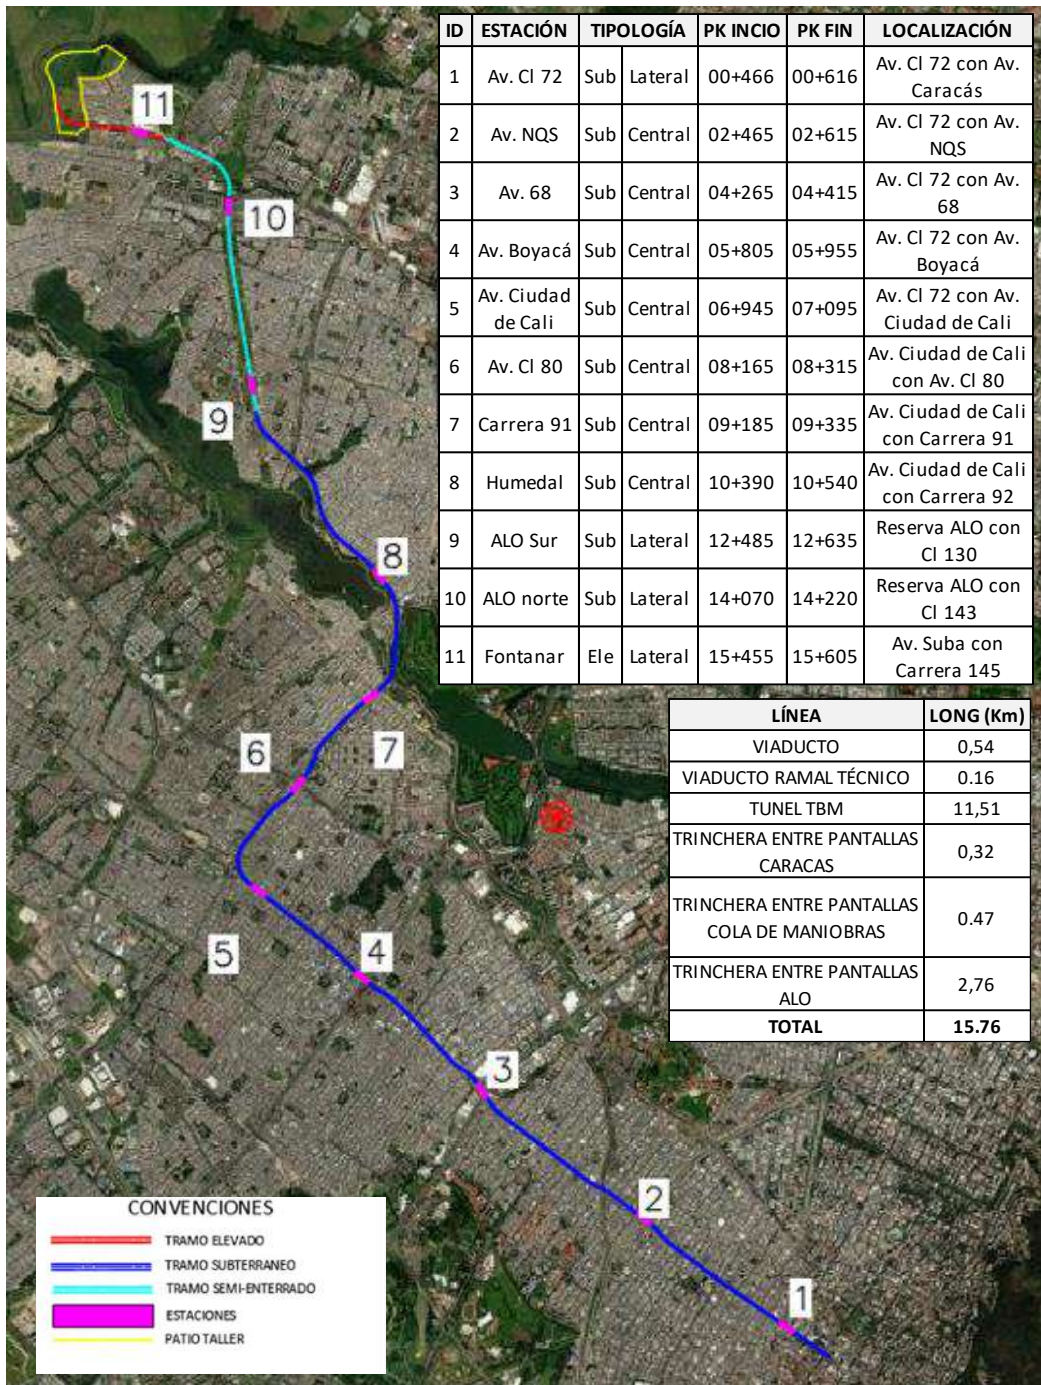 ID ESTACIÓN TIPOLOGÍA PK INCIO PK FIN LOCALIZACIÓN
1 Av. Cl 72 Sub Lateral 00+466 00+616 Av. Cl 72 con Av.
Caracás
2 Av. NQS Sub Central 02+465 02+615 Av. Cl 72 con Av.
NQS
3 Av. 68 Sub Central 04+265 04+415 Av. Cl 72 con Av.
68
4 Av. Boyacá Sub Central 05+805 05+955 Av. Cl 72 con Av.
Boyacá
5 Av. Ciudad
de Cali Sub Central 06+945 07+095 Av. Cl 72 con Av.
Ciudad de Cali
6 Av. Cl 80 Sub Central 08+165 08+315 Av. Ciudad de Cali
con Av. Cl 80
7 Carrera 91 Sub Central 09+185 09+335 Av. Ciudad de Cali
con Carrera 91
8 Humedal Sub Central 10+390 10+540 Av. Ciudad de Cali
con Carrera 92
9 ALO Sur Sub Lateral 12+485 12+635 Reserva ALO con
Cl 130
10 ALO norte Sub Lateral 14+070 14+220 Reserva ALO con
Cl 143
11 Fontanar Ele Lateral 15+455 15+605 Av. Suba con
Carrera 145
LÍNEA LONG (Km)
VIADUCTO 0,54
VIADUCTO RAMAL TÉCNICO 0.16
TUNEL TBM 11,51
TRINCHERA ENTRE PANTALLAS
CARACAS 0,32
TRINCHERA ENTRE PANTALLAS
COLA DE MANIOBRAS 0.47
TRINCHERA ENTRE PANTALLAS
ALO 2,76
TOTAL 15.76
11
10
9
8
7
6
5
4
3
2
1
CONVENCIONES
TRAMO ELEVADO
TRAMO SUBTERRANEO
TRAMO SEMI-ENTERRADO
ESTACIONES
PATIO TALLER